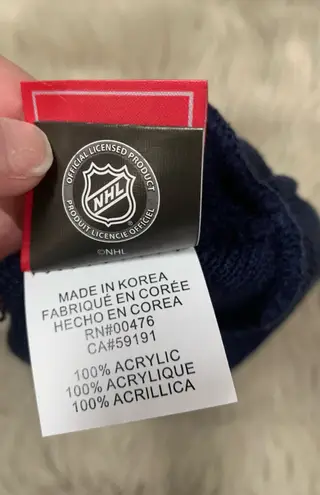 OFFICIAL LICENSED PRODUCT
NHL
®
PRODUIT LICENCIÉ OFFICIEL
©NHL
MADE IN KOREA
FABRIQUÉ EN CORÉE
HECHO EN COREA
RN#00476
CA#59191
100% ACRYLIC
100% ACRYLIQUE
100% ACRILLICA